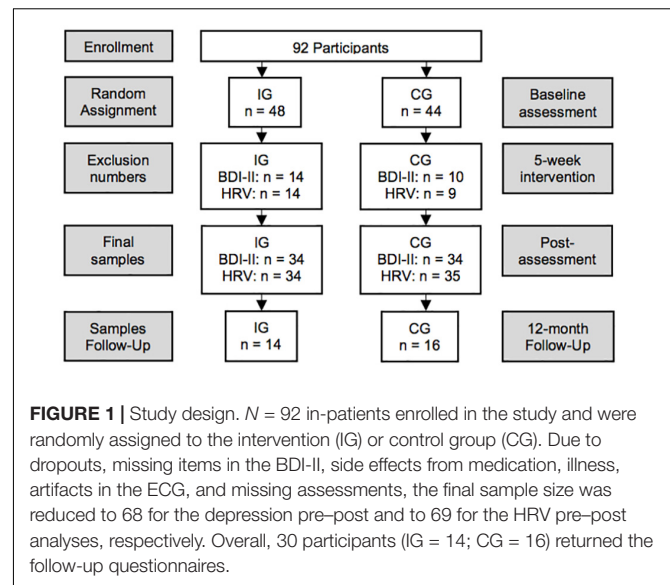 Enrollment
92 Participants
Random
Assignment
IG
n = 48
CG
n = 44
Baseline
assessment
Exclusion
numbers
IG
BDI-II: n = 14
HRV: n = 14
CG
BDI-II: n = 10
HRV: n = 9
5-week
intervention
Final
samples
IG
BDI-II: n = 34
HRV: n = 34
CG
BDI-II: n = 34
HRV: n = 35
Post-
assessment
Samples
Follow-Up
IG
n = 14
CG
n = 16
12-month
Follow-Up
FIGURE 1 | Study design. N = 92 in-patients enrolled in the study and were
randomly assigned to the intervention (IG) or control group (CG). Due to
dropouts, missing items in the BDI-II, side effects from medication, illness,
artifacts in the ECG, and missing assessments, the final sample size was
reduced to 68 for the depression pre–post and to 69 for the HRV pre–post
analyses, respectively. Overall, 30 participants (IG = 14; CG = 16) returned the
follow-up questionnaires.